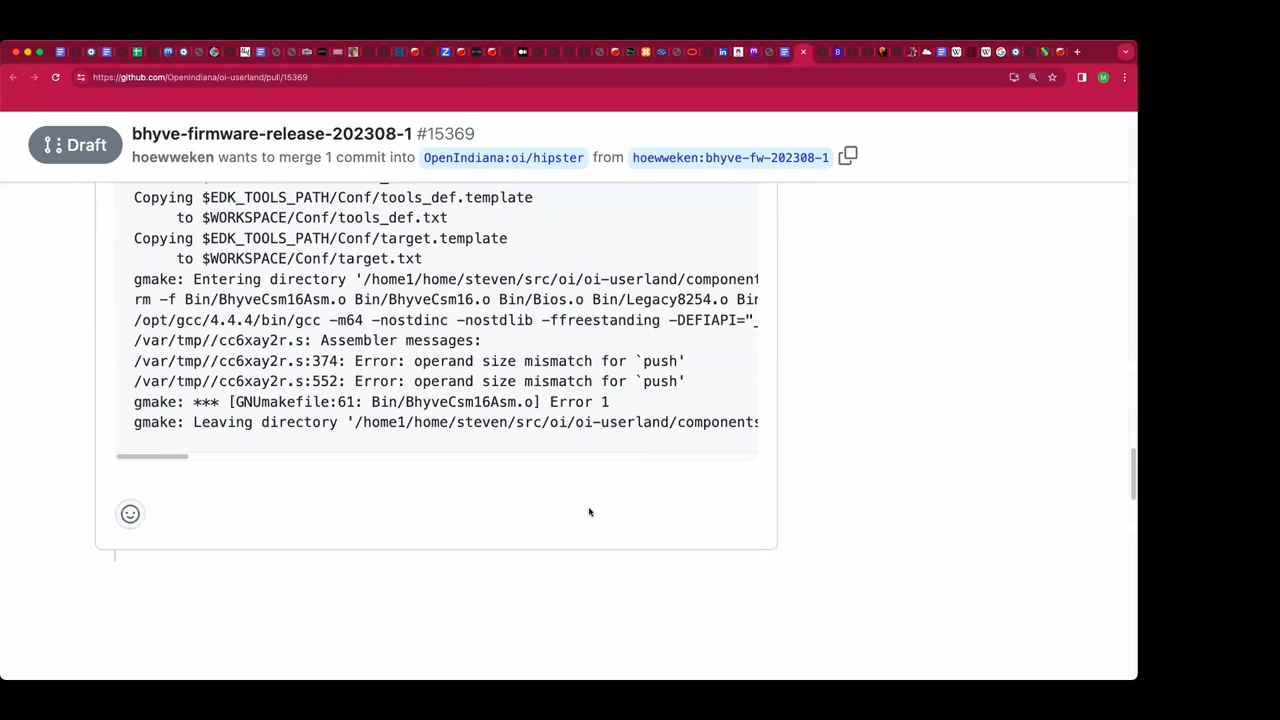 https://github.com/OpenIndiana/oi-userland/pull/15369
Draft
bhyve-firmware-release-202308-1 #15369
hoewweken wants to merge 1 commit into OpenIndiana:oi/hipster from hoewweken:bhyve-fw-202308-1
Copying $EDK_TOOLS_PATH/Conf/tools_def.template
to $WORKSPACE/Conf/tools_def.txt
Copying $EDK_TOOLS_PATH/Conf/target.template
to $WORKSPACE/Conf/target.txt
gmake: Entering directory '/home1/home/steven/src/oi/oi-userland/component
rm -f Bin/BhyveCsm16Asm.o Bin/BhyveCsm16.o Bin/Bios.o Bin/Legacy8254.o Bin
/opt/gcc/4.4.4/bin/gcc -m64 -nostdinc -nostdlib -ffreestanding -DEFIAPI="_
/var/tmp//cc6xay2r.s: Assembler messages:
/var/tmp//cc6xay2r.s:374: Error: operand size mismatch for `push'
/var/tmp//cc6xay2r.s:552: Error: operand size mismatch for `push'
gmake: *** [GNUmakefile:61: Bin/BhyveCsm16Asm.o] Error 1
gmake: Leaving directory '/home1/home/steven/src/oi/oi-userland/components